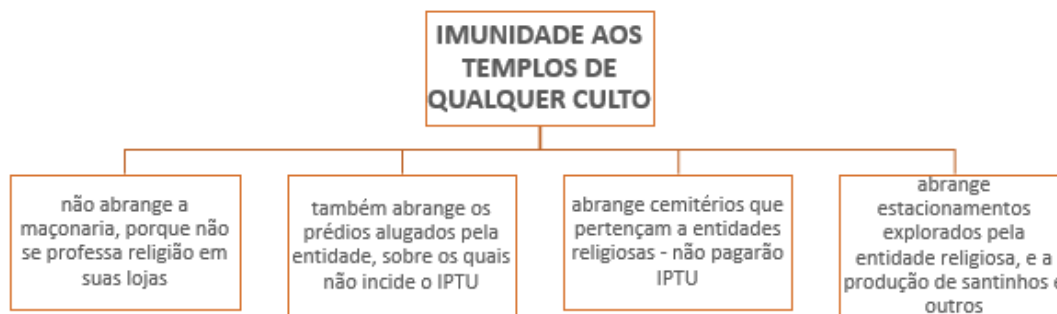 IMUNIDADE AOS
TEMPLOS DE
QUALQUER CULTO
não abrange a
maçonaria, porque não
se professa religião em
suas lojas
também abrange os
prédios alugados pela
entidade, sobre os quais
não incide o IPTU
abrange cemitérios que
pertençam a entidades
religiosas - não pagarão
IPTU
abrange
estacionamentos
explorados pela
entidade religiosa, e a
produção de santinhos e
outros